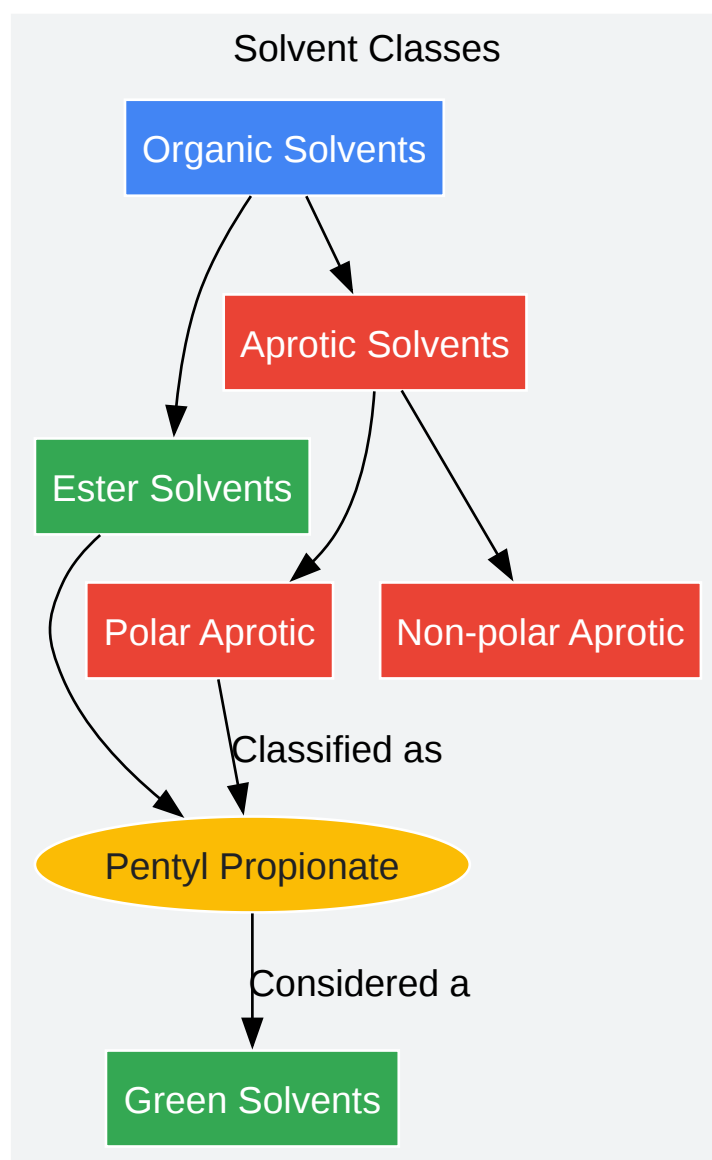 Solvent Classes
Organic Solvents
Aprotic Solvents
Ester Solvents
Polar Aprotic
Non-polar Aprotic
Classified as
Pentyl Propionate
Considered a
Green Solvents